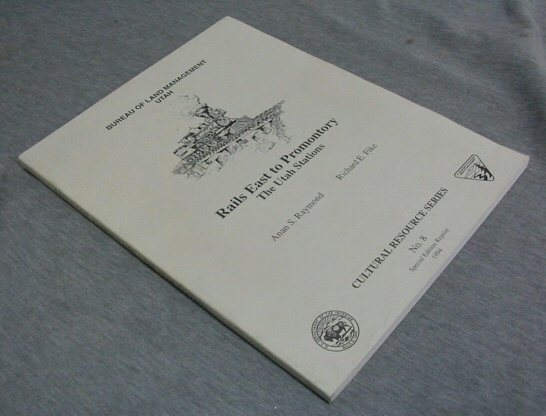 BUREAU OF LAND MANAGEMENT
UTAH
Rails East to Promontory
The Utah Stations
Anan S. Raymond Richard E. Fike
CULTURAL RESOURCE SERIES
No. 8
Special Edition Reprint
1994